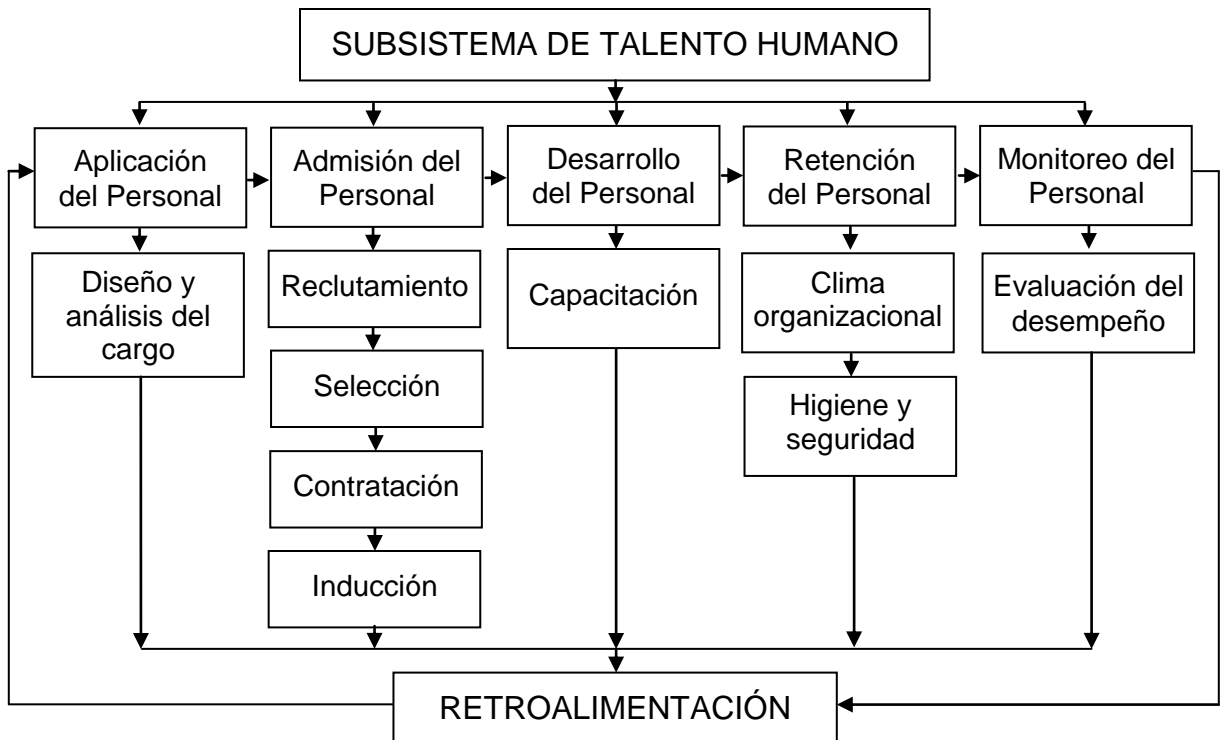 SUBSISTEMA DE TALENTO HUMANO
Aplicación
del Personal
Admisión del
Personal
Desarrollo
del Personal
Retención
del Personal
Monitoreo del
Personal
Diseño y
análisis del
cargo
Reclutamiento
Selección
Contratación
Inducción
Capacitación
Clima
organizacional
Higiene y
seguridad
Evaluación del
desempeño
RETROALIMENTACIÓN